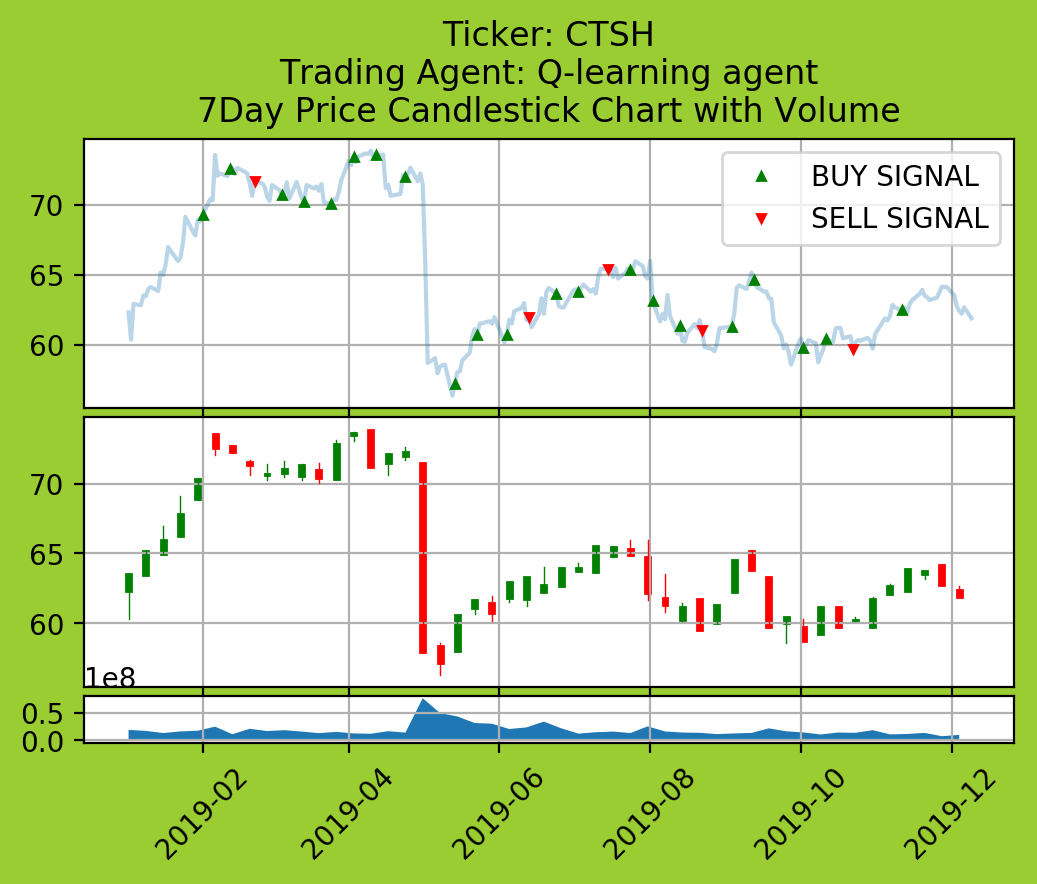 Ticker: CTSH
Trading Agent: Q-learning agent
7Day Price Candlestick Chart with Volume
BUY SIGNAL
SELL SIGNAL
70
65
60
70
65
60
1e8
0.5
0.0
2019-02
2019-04
2019-06
2019-08
2019-10
2019-12